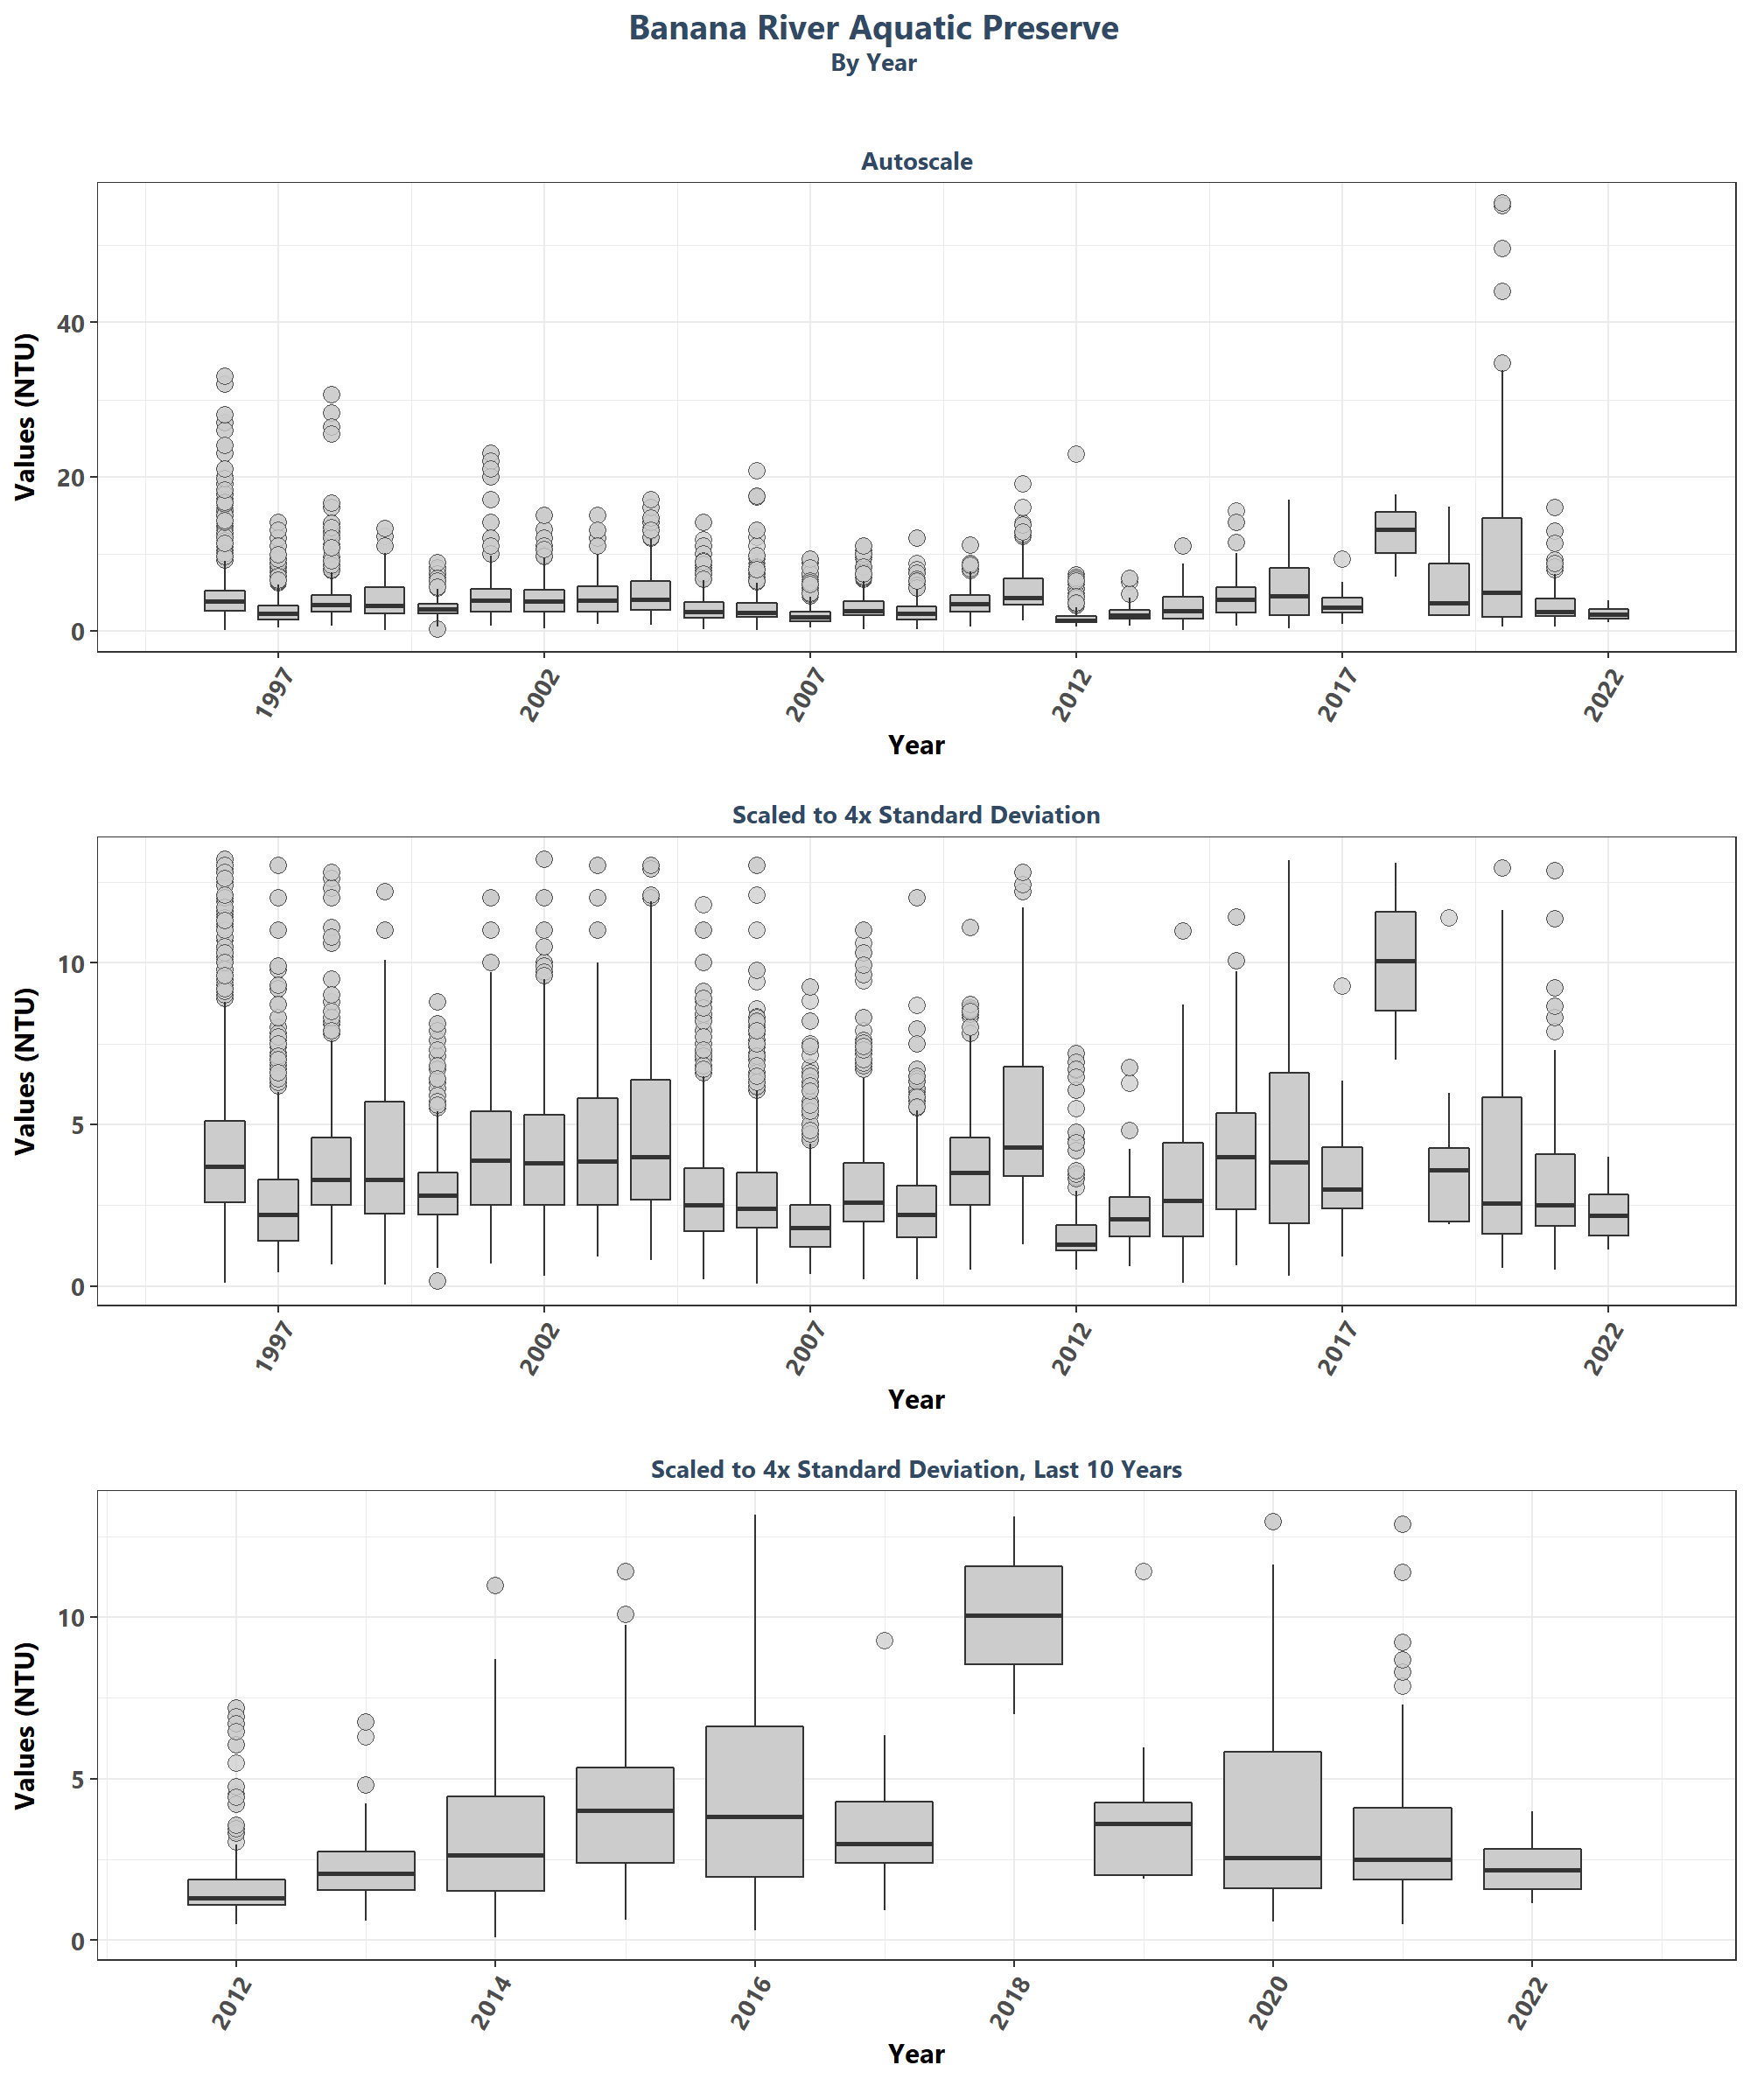 Banana River Aquatic Preserve
By Year
Autoscale
Values (NTU)
40
20
0
1997 2002 2007 2012 2017 2022
Year
Scaled to 4x Standard Deviation
Values (NTU)
10
5
0
1997 2002 2007 2012 2017 2022
Year
Scaled to 4x Standard Deviation, Last 10 Years
Values (NTU)
10
5
0
2012 2014 2016 2018 2020 2022
Year